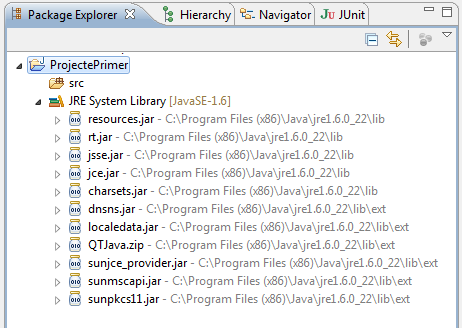 Package Explorer Hierarchy Navigator JU JUnit
ProjectePrimer
src
JRE System Library [JavaSE-1.6]
resources.jar - C:\Program Files (x86)\Java\jre1.6.0_22\lib
rt.jar - C:\Program Files (x86)\Java\jre1.6.0_22\lib
jsse.jar - C:\Program Files (x86)\Java\jre1.6.0_22\lib
jce.jar - C:\Program Files (x86)\Java\jre1.6.0_22\lib
charsets.jar - C:\Program Files (x86)\Java\jre1.6.0_22\lib
dnsns.jar - C:\Program Files (x86)\Java\jre1.6.0_22\lib\ext
localedata.jar - C:\Program Files (x86)\Java\jre1.6.0_22\lib\ext
QTJava.zip - C:\Program Files (x86)\Java\jre1.6.0_22\lib\ext
sunjce_provider.jar - C:\Program Files (x86)\Java\jre1.6.0_22\lib\ext
sunmscapi.jar - C:\Program Files (x86)\Java\jre1.6.0_22\lib\ext
sunpkcs11.jar - C:\Program Files (x86)\Java\jre1.6.0_22\lib\ext